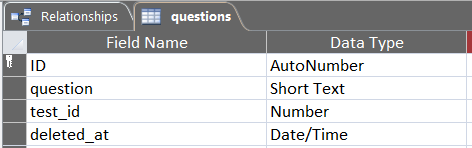 Relationships questions
Field Name Data Type
ID AutoNumber
question Short Text
test_id Number
deleted_at Date/Time